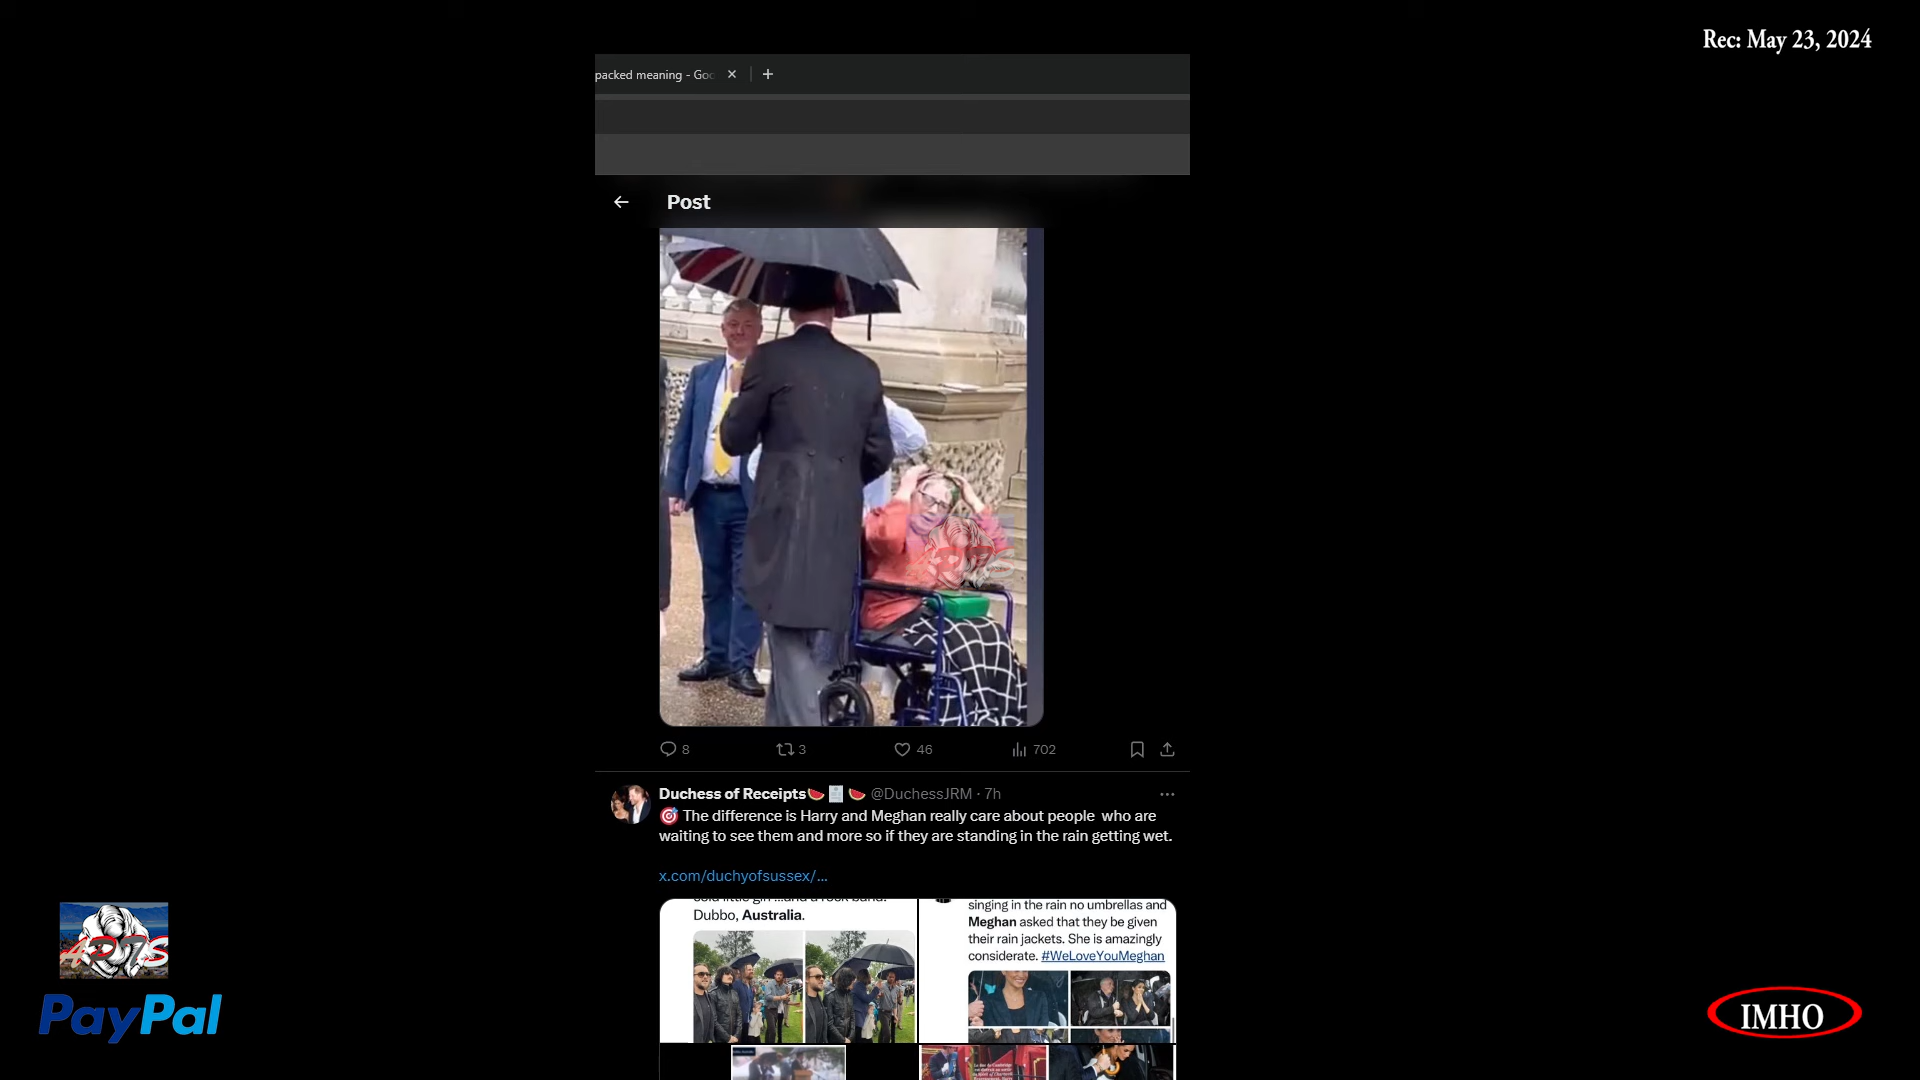 Rec: May 23, 2024
packed meaning - Goo
Post
8
3
46
702
Duchess of Receipts @DuchessJRM · 7h
The difference is Harry and Meghan really care about people who are
waiting to see them and more so if they are standing in the rain getting wet.
x.com/duchyofsussex/...
Dubbo, Australia.
singing in the rain no umbrellas and
Meghan asked that they be given
their rain jackets. She is amazingly
considerate. #WeLoveYouMeghan
PayPal
IMHO